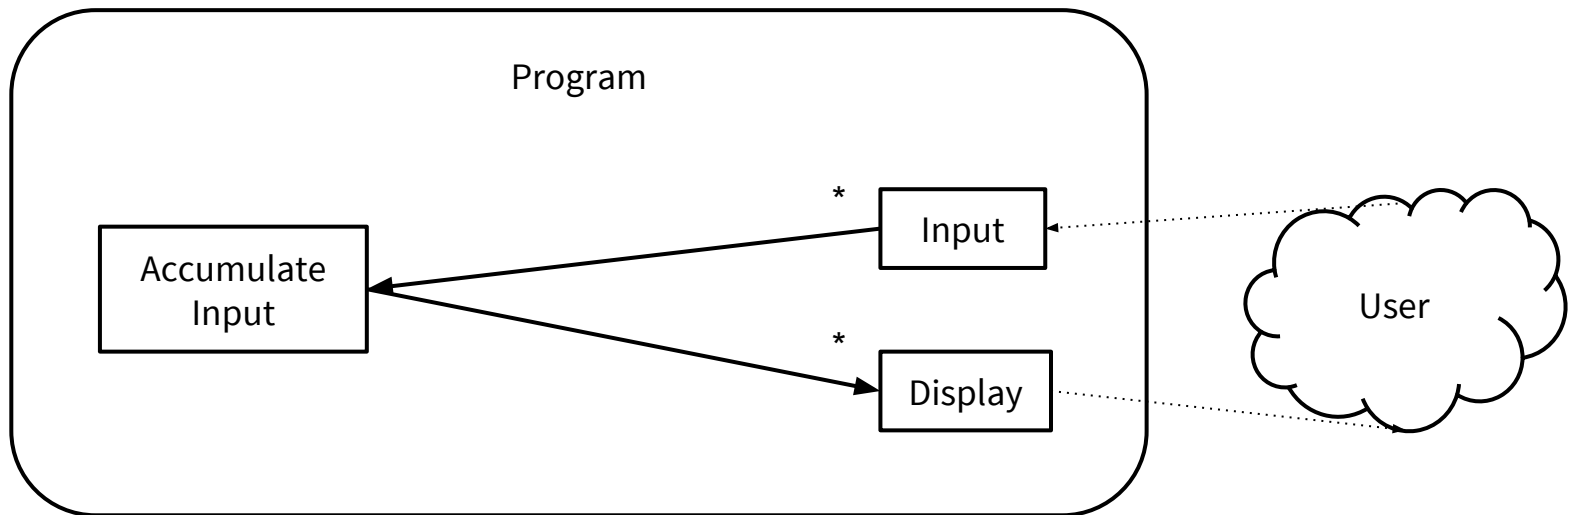 Program
*
Input
Accumulate
Input
User
*
Display